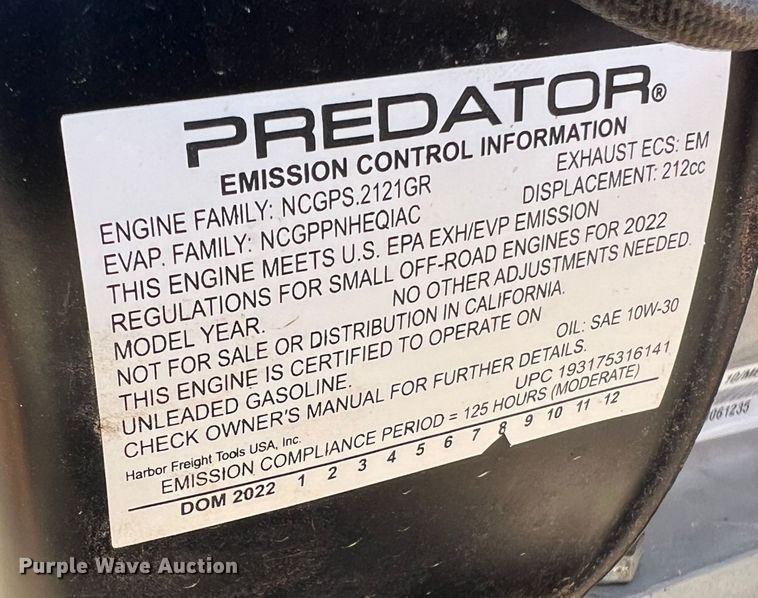 PREDATOR®
EMISSION CONTROL INFORMATION
ENGINE FAMILY: NCGPS.2121GR EXHAUST ECS: EM
EVAP. FAMILY: NCGPPNHEQIAC DISPLACEMENT: 212cc
THIS ENGINE MEETS U.S. EPA EXH/EVP EMISSION
REGULATIONS FOR SMALL OFF-ROAD ENGINES FOR 2022
MODEL YEAR. NO OTHER ADJUSTMENTS NEEDED.
NOT FOR SALE OR DISTRIBUTION IN CALIFORNIA.
THIS ENGINE IS CERTIFIED TO OPERATE ON
UNLEADED GASOLINE. OIL: SAE 10W-30
CHECK OWNER'S MANUAL FOR FURTHER DETAILS.
Harbor Freight Tools USA, Inc. UPC 193175316141
EMISSION COMPLIANCE PERIOD = 125 HOURS (MODERATE)
DOM 2022 1 2 3 4 5 6 7 8 9 10 11 12
061235
Purple Wave Auction